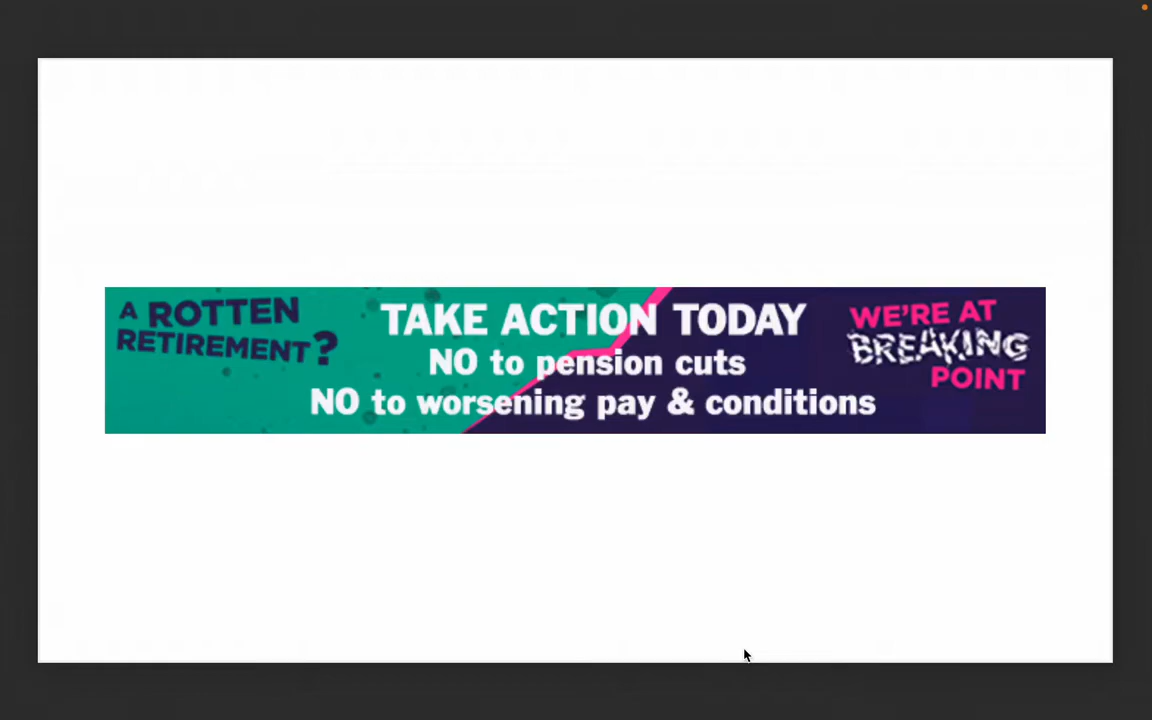 A ROTTEN
RETIREMENT?
TAKE ACTION TODAY
NO to pension cuts
NO to worsening pay & conditions
WE'RE AT
BREAKING
POINT